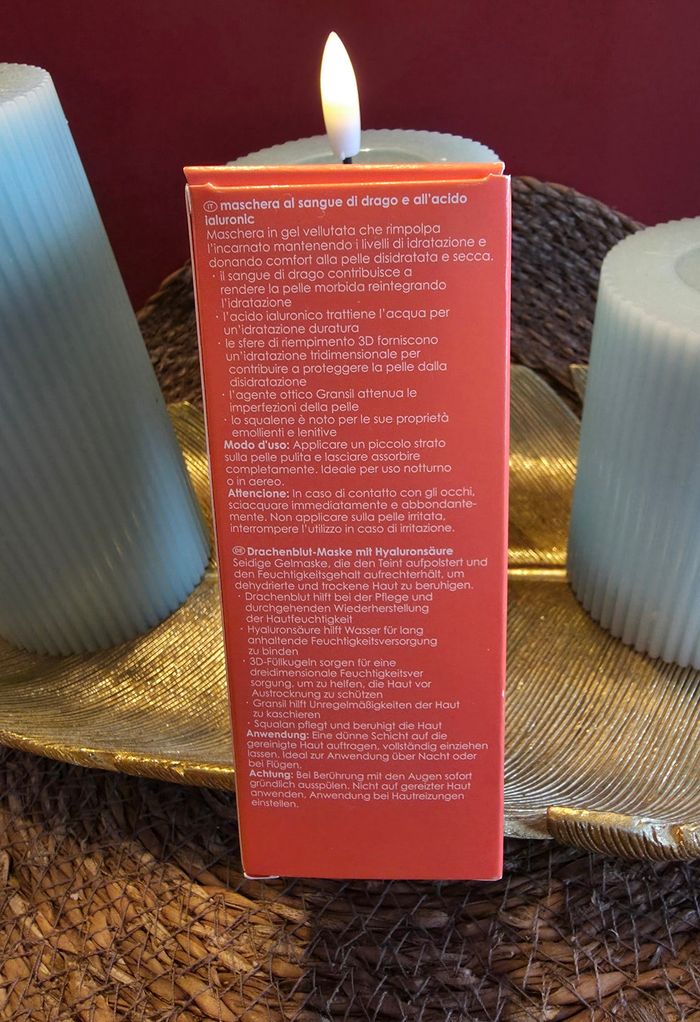 IT maschera al sangue di drago e all'acido
ialuronic
Maschera in gel vellutata che rimpolpa
l'incarnato mantenendo i livelli di idratazione e
donando comfort alla pelle disidratata e secca.
· il sangue di drago contribuisce a
rendere la pelle morbida reintegrando
l'idratazione
· l'acido ialuronico trattiene l'acqua per
un'idratazione duratura
· le sfere di riempimento 3D forniscono
un'idratazione tridimensionale per
contribuire a proteggere la pelle dalla
disidratazione
· l'agente ottico Gransil attenua le
imperfezioni della pelle
· lo squalene è noto per le sue proprietà
emollienti e lenitive
Modo d'uso: Applicare un piccolo strato
sulla pelle pulita e lasciare assorbire
completamente. Ideale per uso notturno
o in aereo.
Attencione: In caso di contatto con gli occhi,
sciacquare immediatamente e abbondante-
mente. Non applicare sulla pelle irritata,
interrompere l'utilizzo in caso di irritazione.
DE Drachenblut-Maske mit Hyaluronsäure
Seidige Gelmaske, die den Teint aufpolstert und
den Feuchtigkeitsgehalt aufrechterhält, um
dehydrierte und trockene Haut zu beruhigen.
· Drachenblut hilft bei der Pflege und
durchgehenden Wiederherstellung
der Hautfeuchtigkeit
· Hyaluronsäure hilft Wasser für lang
anhaltende Feuchtigkeitsversorgung
zu binden
· 3D-Füllkugeln sorgen für eine
dreidimensionale Feuchtigkeitsver
sorgung, um zu helfen, die Haut vor
Austrocknung zu schützen
· Gransil hilft Unregelmäßigkeiten der Haut
zu kaschieren
· Squalan pflegt und beruhigt die Haut
Anwendung: Eine dünne Schicht auf die
gereinigte Haut auftragen, vollständig einziehen
lassen. Ideal zur Anwendung über Nacht oder
bei Flügen.
Achtung: Bei Berührung mit den Augen sofort
gründlich ausspülen. Nicht auf gereizter Haut
anwenden, Anwendung bei Hautreizungen
einstellen.